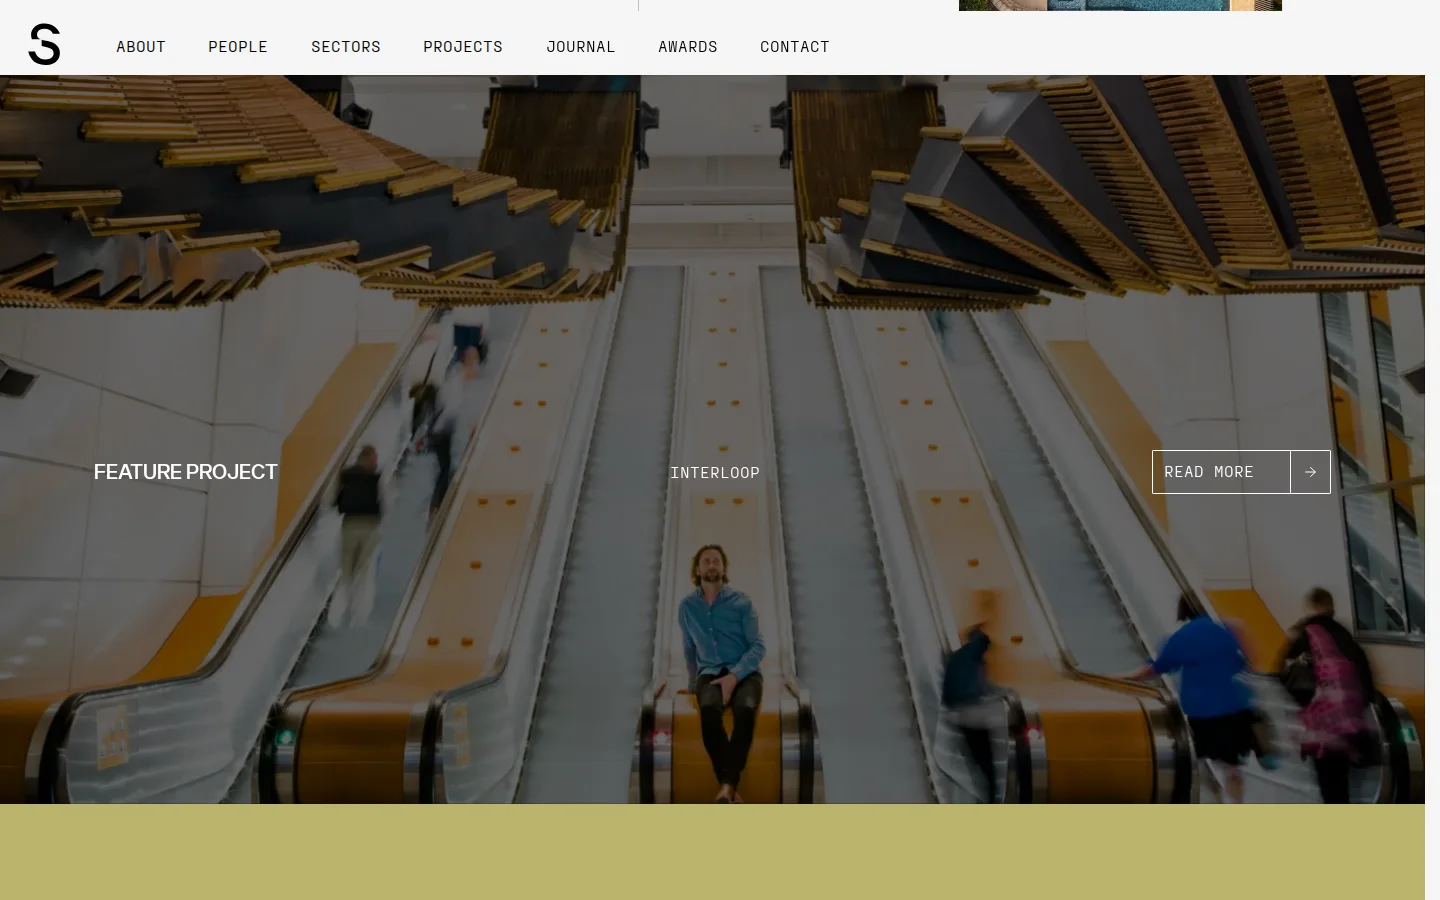 S
ABOUT PEOPLE SECTORS PROJECTS JOURNAL AWARDS CONTACT
FEATURE PROJECT
INTERLOOP
READ MORE